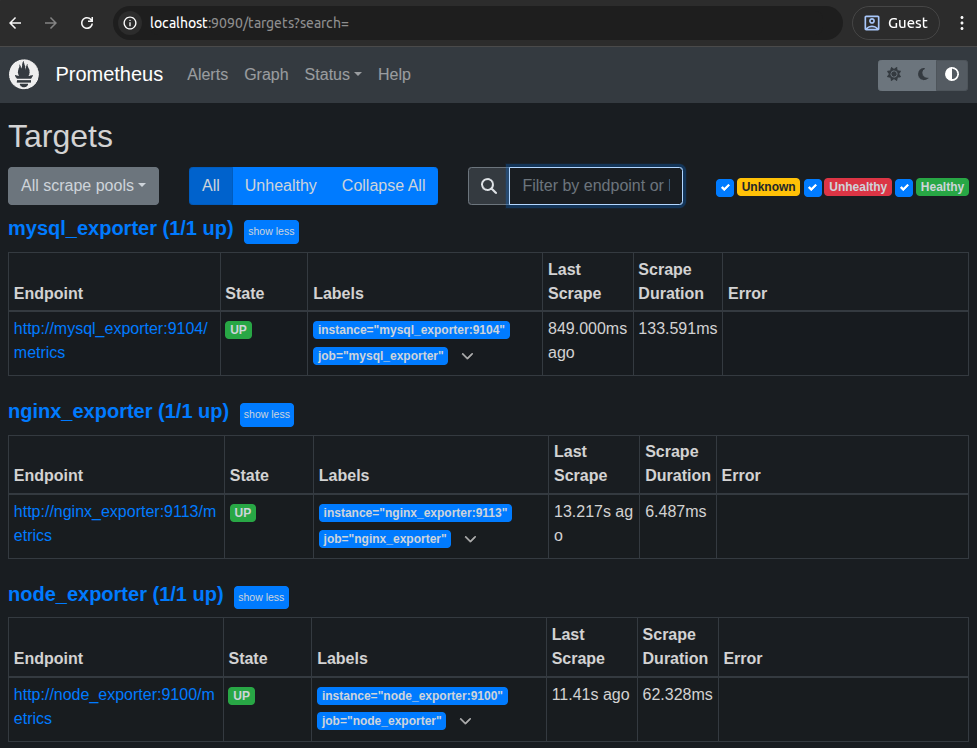 localhost:9090/targets?search=
Guest
Prometheus Alerts Graph Status Help
Targets
All scrape pools All Unhealthy Collapse All Filter by endpoint or l Unknown Unhealthy Healthy
mysql_exporter (1/1 up) show less
Endpoint State Labels Last Scrape Scrape Duration Error
http://mysql_exporter:9104/ UP instance="mysql_exporter:9104" 849.000ms 133.591ms
metrics job="mysql_exporter" ago
nginx_exporter (1/1 up) show less
Endpoint State Labels Last Scrape Scrape Duration Error
http://nginx_exporter:9113/m UP instance="nginx_exporter:9113" 13.217s ag 6.487ms
etrics job="nginx_exporter" o
node_exporter (1/1 up) show less
Endpoint State Labels Last Scrape Scrape Duration Error
http://node_exporter:9100/m UP instance="node_exporter:9100" 11.41s ago 62.328ms
etrics job="node_exporter"